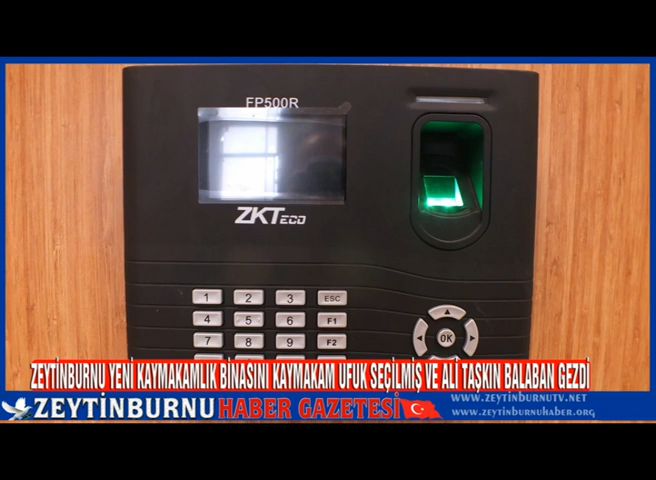 FP500R
ZKTECO
1 2 3 ESC
4 5 6 F1
7 8 9 F2
OK
ZEYTİNBURNU YENİ KAYMAKAMLIK BİNASINI KAYMAKAM UFUK SEÇİLMİŞ VE ALİ TAŞKIN BALABAN GEZDİ
ZEYTİNBURNU HABER GAZETESİ
WWW.ZEYTINBURNUTV.NET
WWW.ZEYTINBURNUHABER.ORG